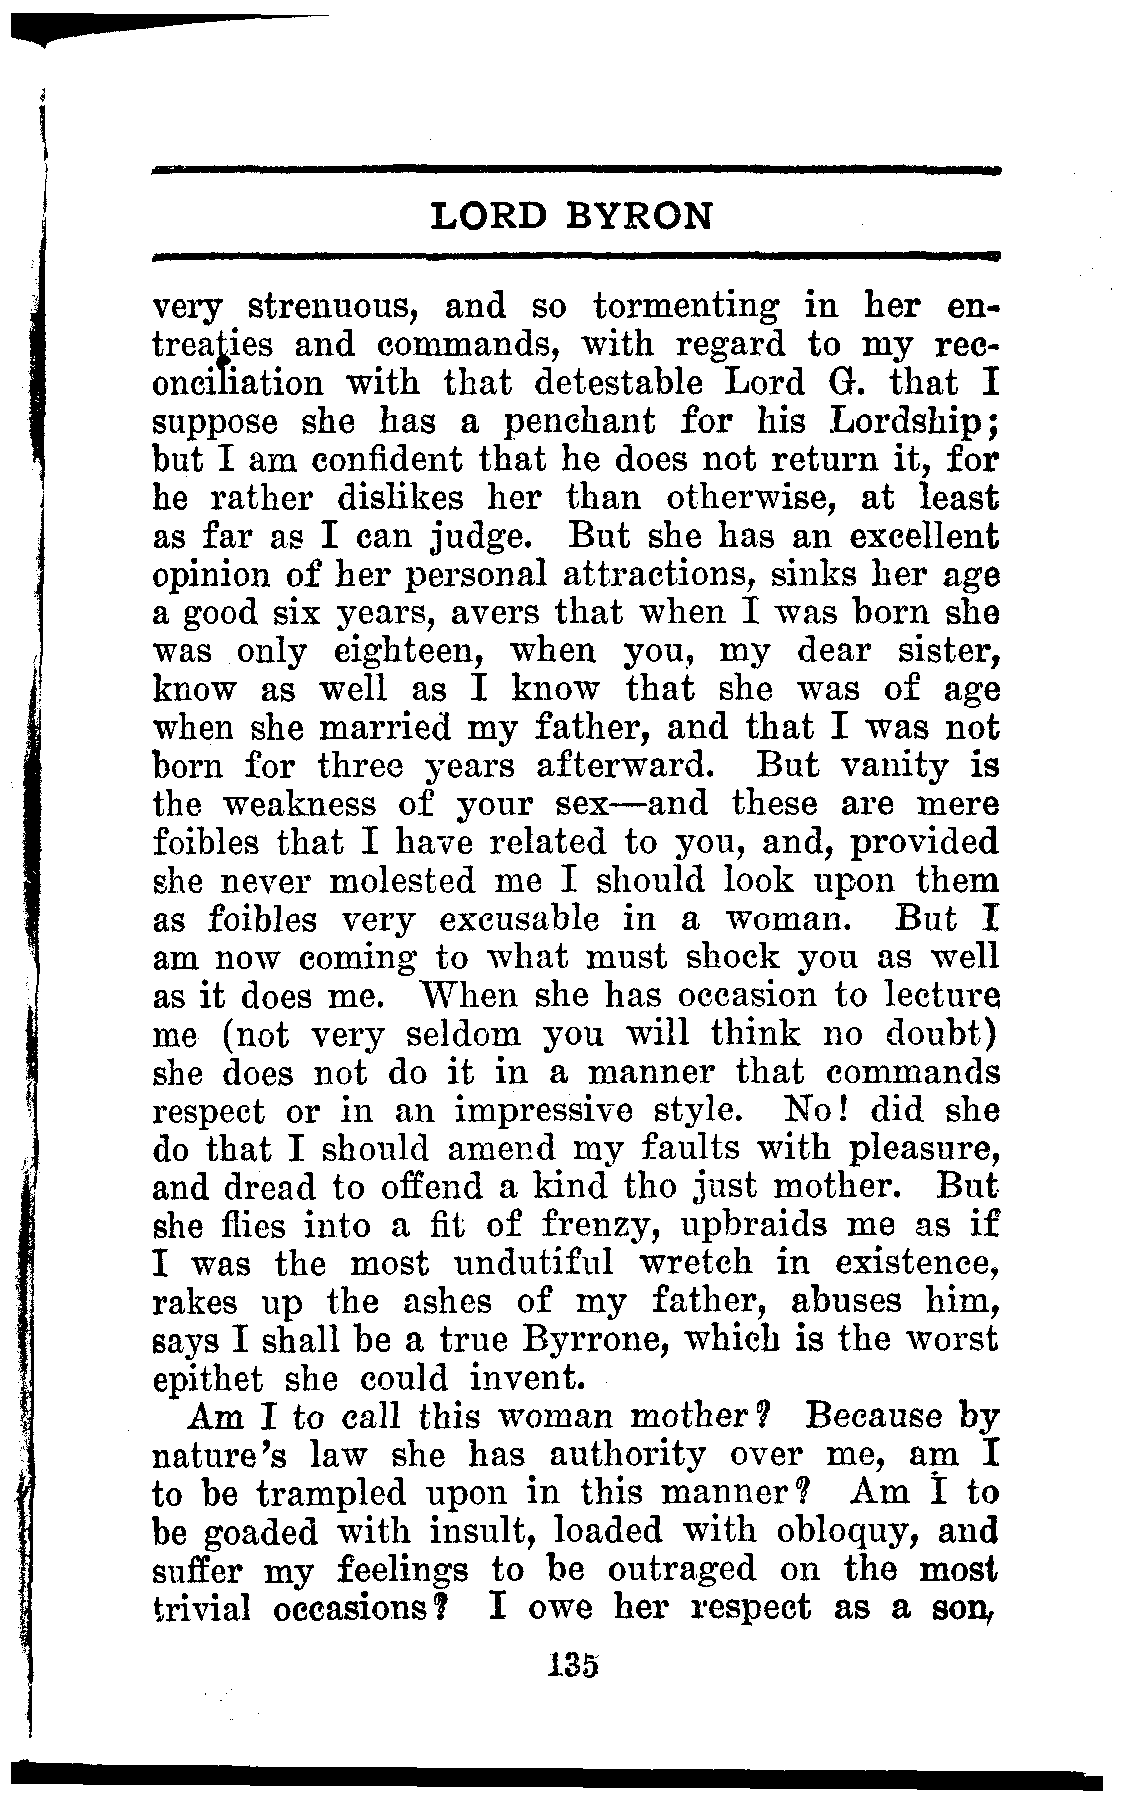 LORD BYRON
very strenuous, and so tormenting in her en-
treaties and commands, with regard to my rec-
onciliation with that detestable Lord G. that I
suppose she has a penchant for his Lordship;
but I am confident that he does not return it, for
he rather dislikes her than otherwise, at least
as far as I can judge. But she has an excellent
opinion of her personal attractions, sinks her age
a good six years, avers that when I was born she
was only eighteen, when you, my dear sister,
know as well as I know that she was of age
when she married my father, and that I was not
born for three years afterward. But vanity is
the weakness of your sex—and these are mere
foibles that I have related to you, and, provided
she never molested me I should look upon them
as foibles very excusable in a woman. But I
am now coming to what must shock you as well
as it does me. When she has occasion to lecture
me (not very seldom you will think no doubt)
she does not do it in a manner that commands
respect or in an impressive style. No! did she
do that I should amend my faults with pleasure,
and dread to offend a kind tho just mother. But
she flies into a fit of frenzy, upbraids me as if
I was the most undutiful wretch in existence,
rakes up the ashes of my father, abuses him,
says I shall be a true Byrrone, which is the worst
epithet she could invent.
Am I to call this woman mother? Because by
nature's law she has authority over me, am I
to be trampled upon in this manner? Am I to
be goaded with insult, loaded with obloquy, and
suffer my feelings to be outraged on the most
trivial occasions? I owe her respect as a son,
135